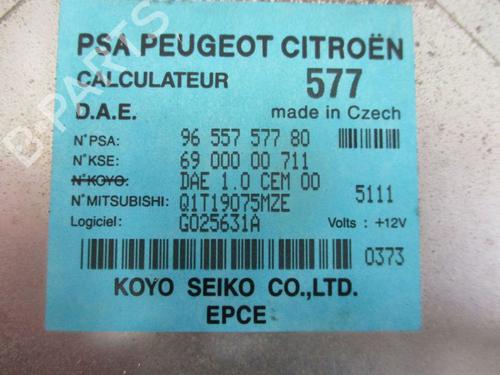 PSA PEUGEOT CITROËN
CALCULATEUR 577
D.A.E. made in Czech
N°PSA: 96 557 577 80
N°KSE: 69 000 00 711
N°KOYO: DAE 1.0 CEM 00
N°MITSUBISHI: Q1T19075MZE 5111
Logiciel: G025631A Volts : +12V
0373
KOYO SEIKO CO.,LTD.
EPCE
B-PARTS